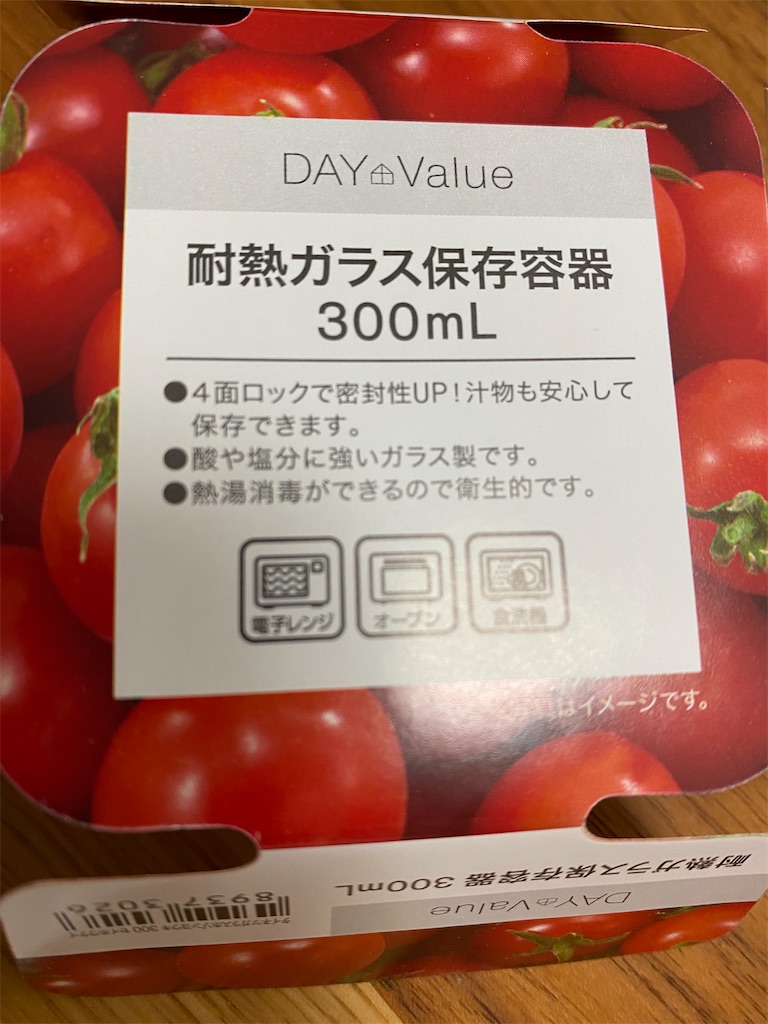 DAY Value
耐熱ガラス保存容器
300mL
●4面ロックで密封性UP!汁物も安心して
保存できます。
●酸や塩分に強いガラス製です。
●熱湯消毒ができるので衛生的です。
電子レンジ オーブン 食洗機
はイメージです。
耐熱ガラス保存容器 300mL
DAY Value